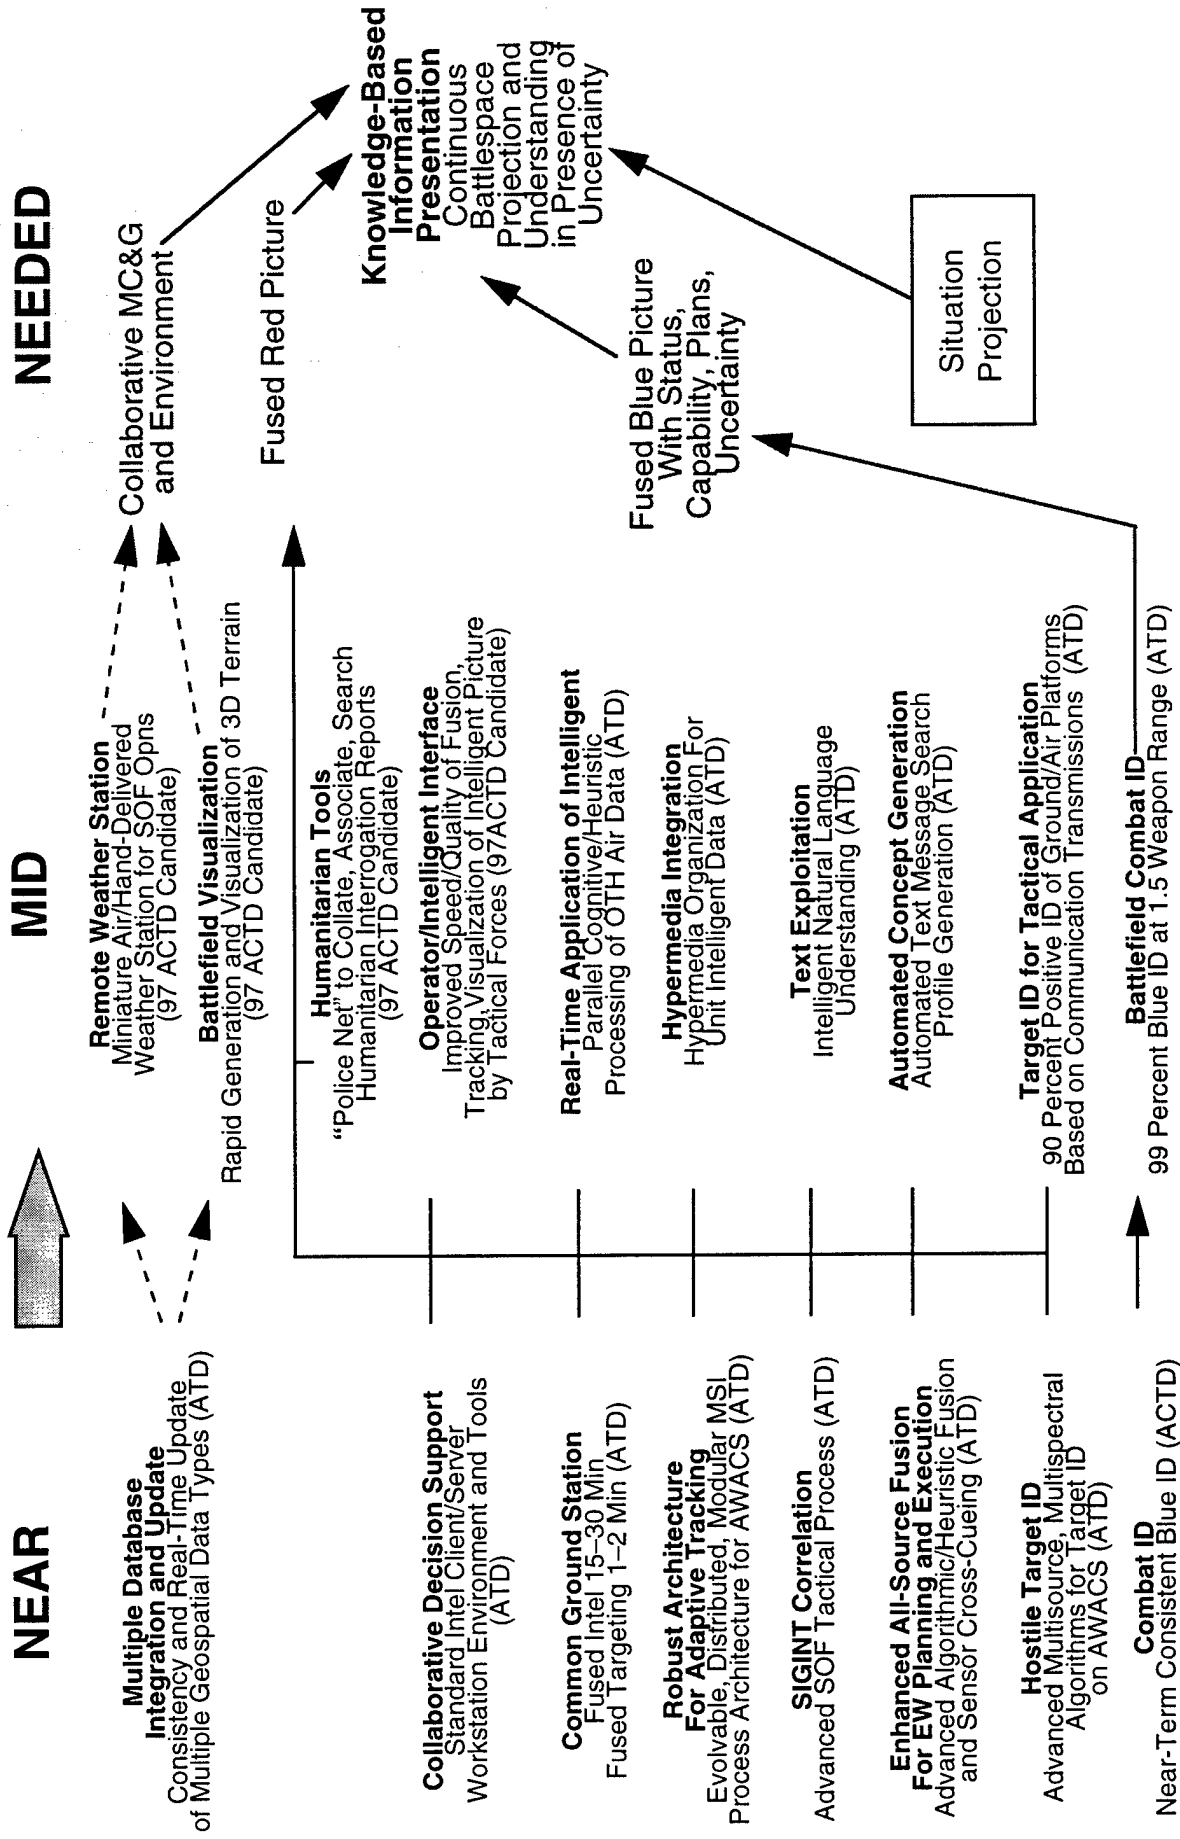 NEAR
MID
NEEDED
Multiple Database
Integration and Update
Consistency and Real-Time Update
of Multiple Geospatial Data Types (ATD)
Collaborative Decision Support
Standard Intel Client/Server
Workstation Environment and Tools
(ATD)
Common Ground Station
Fused Intel 15–30 Min
Fused Targeting 1–2 Min (ATD)
Robust Architecture
For Adaptive Tracking
Evolvable, Distributed, Modular MSI
Process Architecture for AWACS (ATD)
SIGINT Correlation
Advanced SOF Tactical Process (ATD)
Enhanced All-Source Fusion
For EW Planning and Execution
Advanced Algorithmic/Heuristic Fusion
and Sensor Cross-Cueing (ATD)
Hostile Target ID
Advanced Multisource, Multispectral
Algorithms for Target ID
on AWACS (ATD)
Combat ID
Near-Term Consistent Blue ID (ACTD)
Remote Weather Station
Miniature Air/Hand-Delivered
Weather Station for SOF Opns
(97 ACTD Candidate)
Battlefield Visualization
Rapid Generation and Visualization of 3D Terrain
(97 ACTD Candidate)
Humanitarian Tools
“Police Net” to Collate, Associate, Search
Humanitarian Interrogation Reports
(97 ACTD Candidate)
Operator/Intelligent Interface
Improved Speed/Quality of Fusion,
Tracking,Visualization of Intelligent Picture
by Tactical Forces (97ACTD Candidate)
Real-Time Application of Intelligent
Parallel Cognitive/Heuristic
Processing of OTH Air Data (ATD)
Hypermedia Integration
Hypermedia Organization For
Unit Intelligent Data (ATD)
Text Exploitation
Intelligent Natural Language
Understanding (ATD)
Automated Concept Generation
Automated Text Message Search
Profile Generation (ATD)
Target ID for Tactical Application
90 Percent Positive ID of Ground/Air Platforms
Based on Communication Transmissions (ATD)
Battlefield Combat ID
99 Percent Blue ID at 1.5 Weapon Range (ATD)
Collaborative MC&G
and Environment
Fused Red Picture
Knowledge-Based
Information
Presentation
Continuous
Battlespace
Projection and
Understanding
in Presence of
Uncertainty
Fused Blue Picture
With Status,
Capability, Plans,
Uncertainty
Situation
Projection